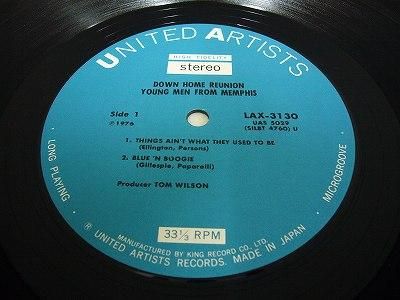 UNITED ARTISTS
HIGH FIDELITY
stereo
DOWN HOME REUNION
YOUNG MEN FROM MEMPHIS
Side 1
℗1976
LAX-3130
UAS 5029
(SILBT 4760) U
1. THINGS AIN'T WHAT THEY USED TO BE
(Ellington, Persons)
2. BLUE 'N BOOGIE
(Gillespie, Paparelli)
Producer TOM WILSON
• LONG PLAYING
MICROGROOVE •
33⅓ RPM
MANUFACTURED BY KING RECORD CO., LTD.
® UNITED ARTISTS RECORDS. MADE IN JAPAN